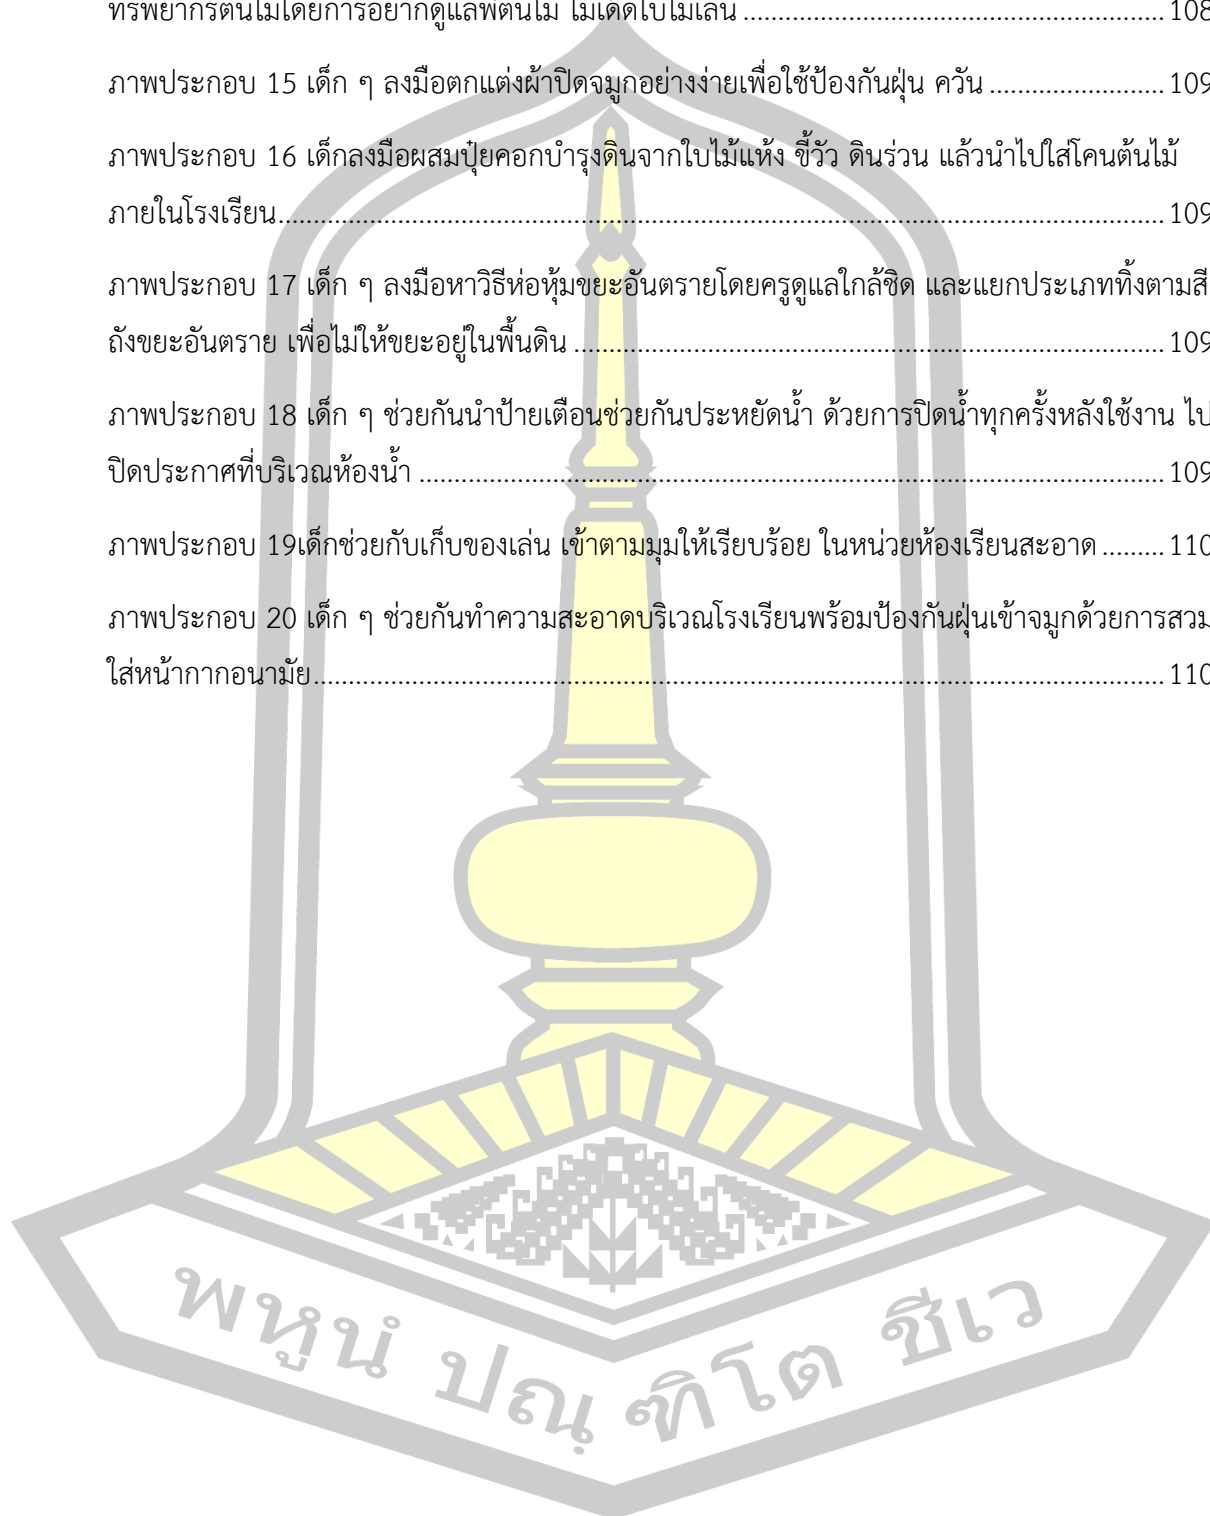 ทรัพยากรต้นไม้โดยการอยากดูแลพี่ต้นไม้ ไม่เด็ดใบไม้เล่น ........ 108
ภาพประกอบ 15 เด็ก ๆ ลงมือตกแต่งผ้าปิดจมูกอย่างง่ายเพื่อใช้ป้องกันฝุ่น ควัน ........ 109
ภาพประกอบ 16 เด็กลงมือผสมปุ๋ยคอกบำรุงดินจากใบไม้แห้ง ขี้วัว ดินร่วน แล้วนำไปใส่โคนต้นไม้
ภายในโรงเรียน........ 109
ภาพประกอบ 17 เด็ก ๆ ลงมือหาวิธีห่อหุ้มขยะอันตรายโดยครูดูแลใกล้ชิด และแยกประเภททิ้งตามสี
ถังขยะอันตราย เพื่อไม่ให้ขยะอยู่ในพื้นดิน ........ 109
ภาพประกอบ 18 เด็ก ๆ ช่วยกันนำป้ายเตือนช่วยกันประหยัดน้ำ ด้วยการปิดน้ำทุกครั้งหลังใช้งาน ไป
ปิดประกาศที่บริเวณห้องน้ำ ........ 109
ภาพประกอบ 19เด็กช่วยกับเก็บของเล่น เข้าตามมุมให้เรียบร้อย ในหน่วยห้องเรียนสะอาด ......... 110
ภาพประกอบ 20 เด็ก ๆ ช่วยกันทำความสะอาดบริเวณโรงเรียนพร้อมป้องกันฝุ่นเข้าจมูกด้วยการสวม
ใส่หน้ากากอนามัย........ 110
พหูนํ ปณฺ ฑิโต ชีเว